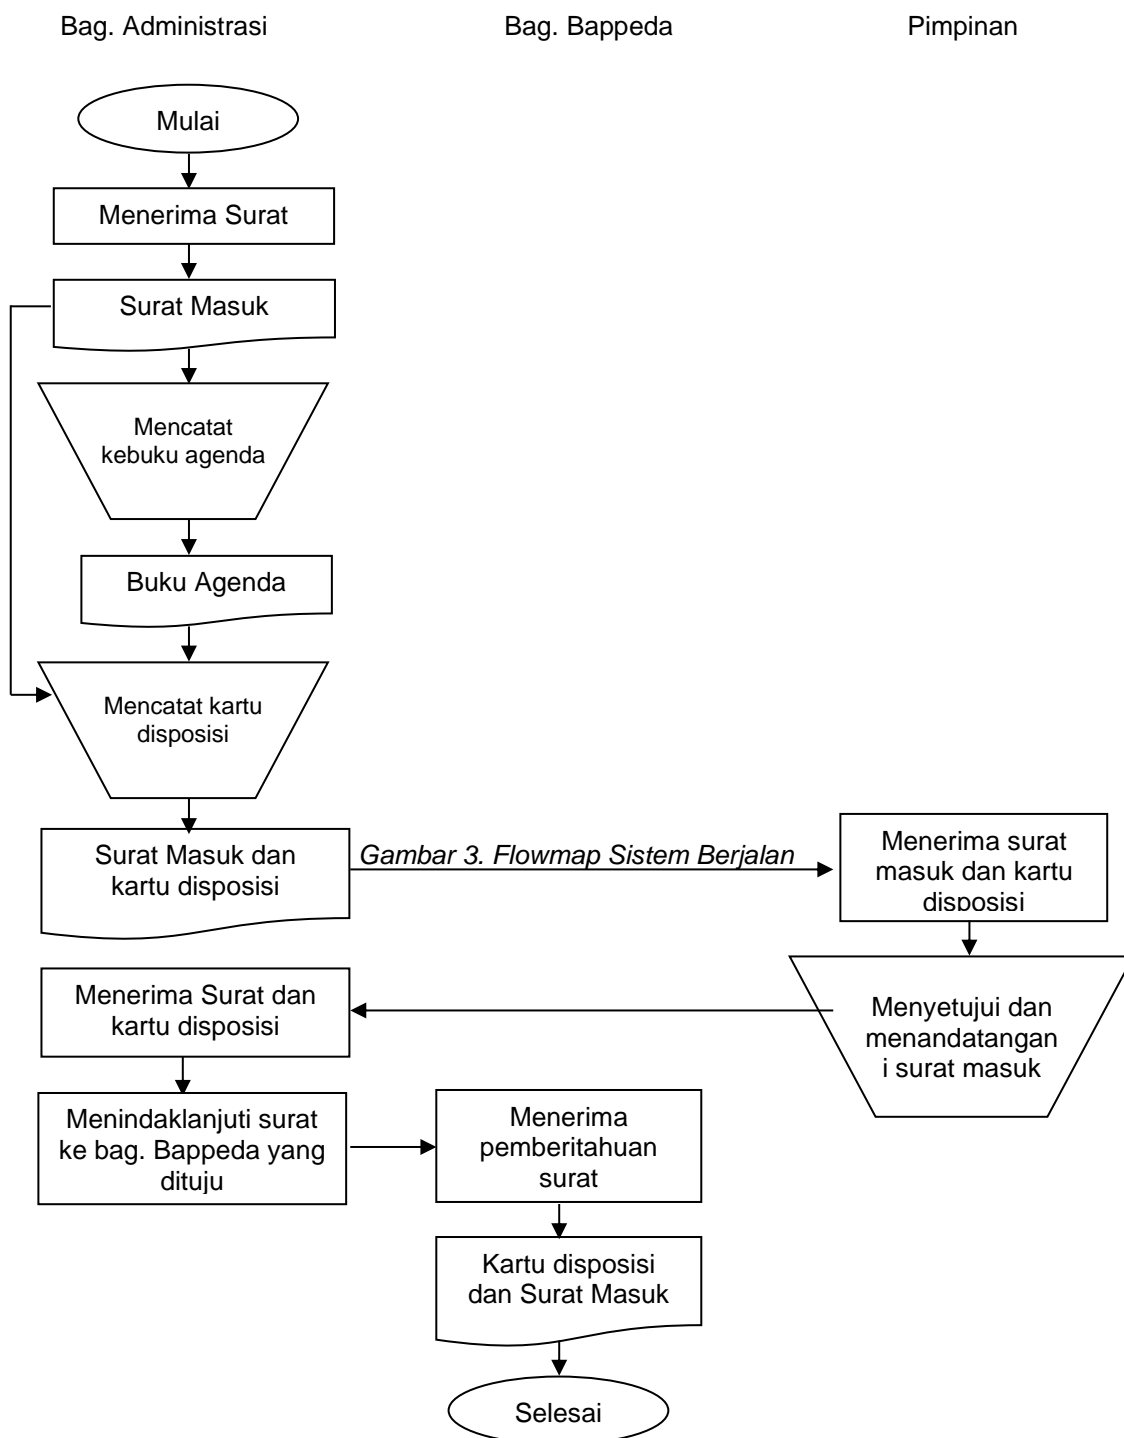 Bag. Administrasi
Bag. Bappeda
Pimpinan
Mulai
Menerima Surat
Surat Masuk
Mencatat
kebuku agenda
Buku Agenda
Mencatat kartu
disposisi
Surat Masuk dan
kartu disposisi
Gambar 3. Flowmap Sistem Berjalan
Menerima surat
masuk dan kartu
disposisi
Menerima Surat dan
kartu disposisi
Menyetujui dan
menandatangan
i surat masuk
Menindaklanjuti surat
ke bag. Bappeda yang
dituju
Menerima
pemberitahuan
surat
Kartu disposisi
dan Surat Masuk
Selesai